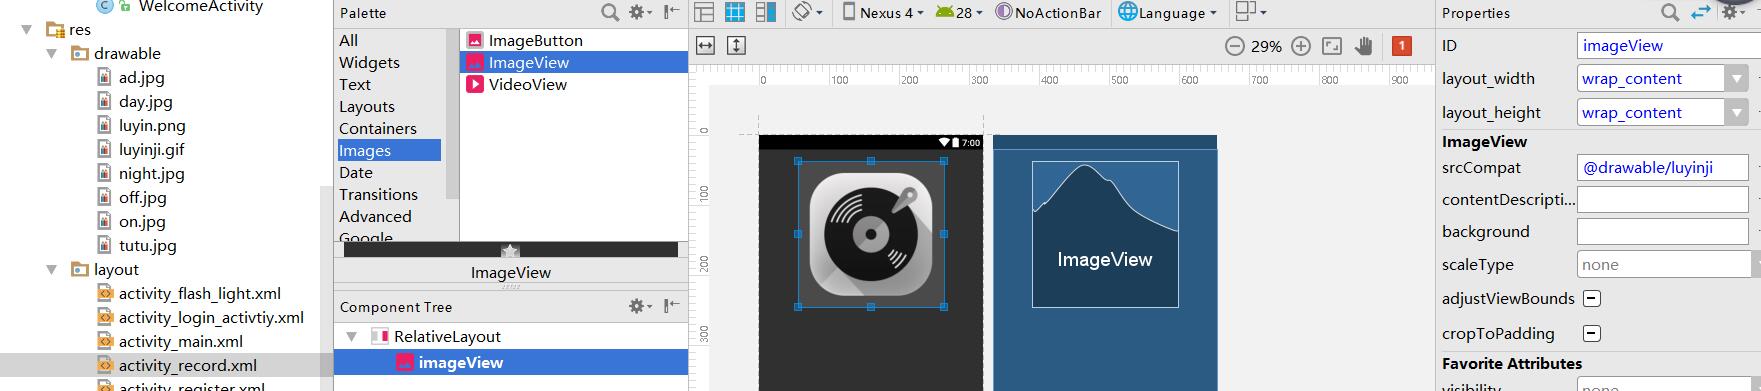 WelcomeActivity
res
drawable
ad.jpg
day.jpg
luyin.png
luyinji.gif
night.jpg
off.jpg
on.jpg
tutu.jpg
layout
activity_flash_light.xml
activity_login_activtiy.xml
activity_main.xml
activity_record.xml
activity_register.xml
Palette
All
Widgets
Text
Layouts
Containers
Images
Date
Transitions
Advanced
Google
ImageButton
ImageView
VideoView
ImageView
Component Tree
RelativeLayout
imageView
Nexus 4
28
NoActionBar
Language
29%
1
0 100 200 300 400 500 600 700 800 900
0
100
200
300
7:00
ImageView
Properties
ID imageView
layout_width wrap_content
layout_height wrap_content
ImageView
srcCompat @drawable/luyinji
contentDescripti...
background
scaleType none
adjustViewBounds
cropToPadding
Favorite Attributes
visibility none